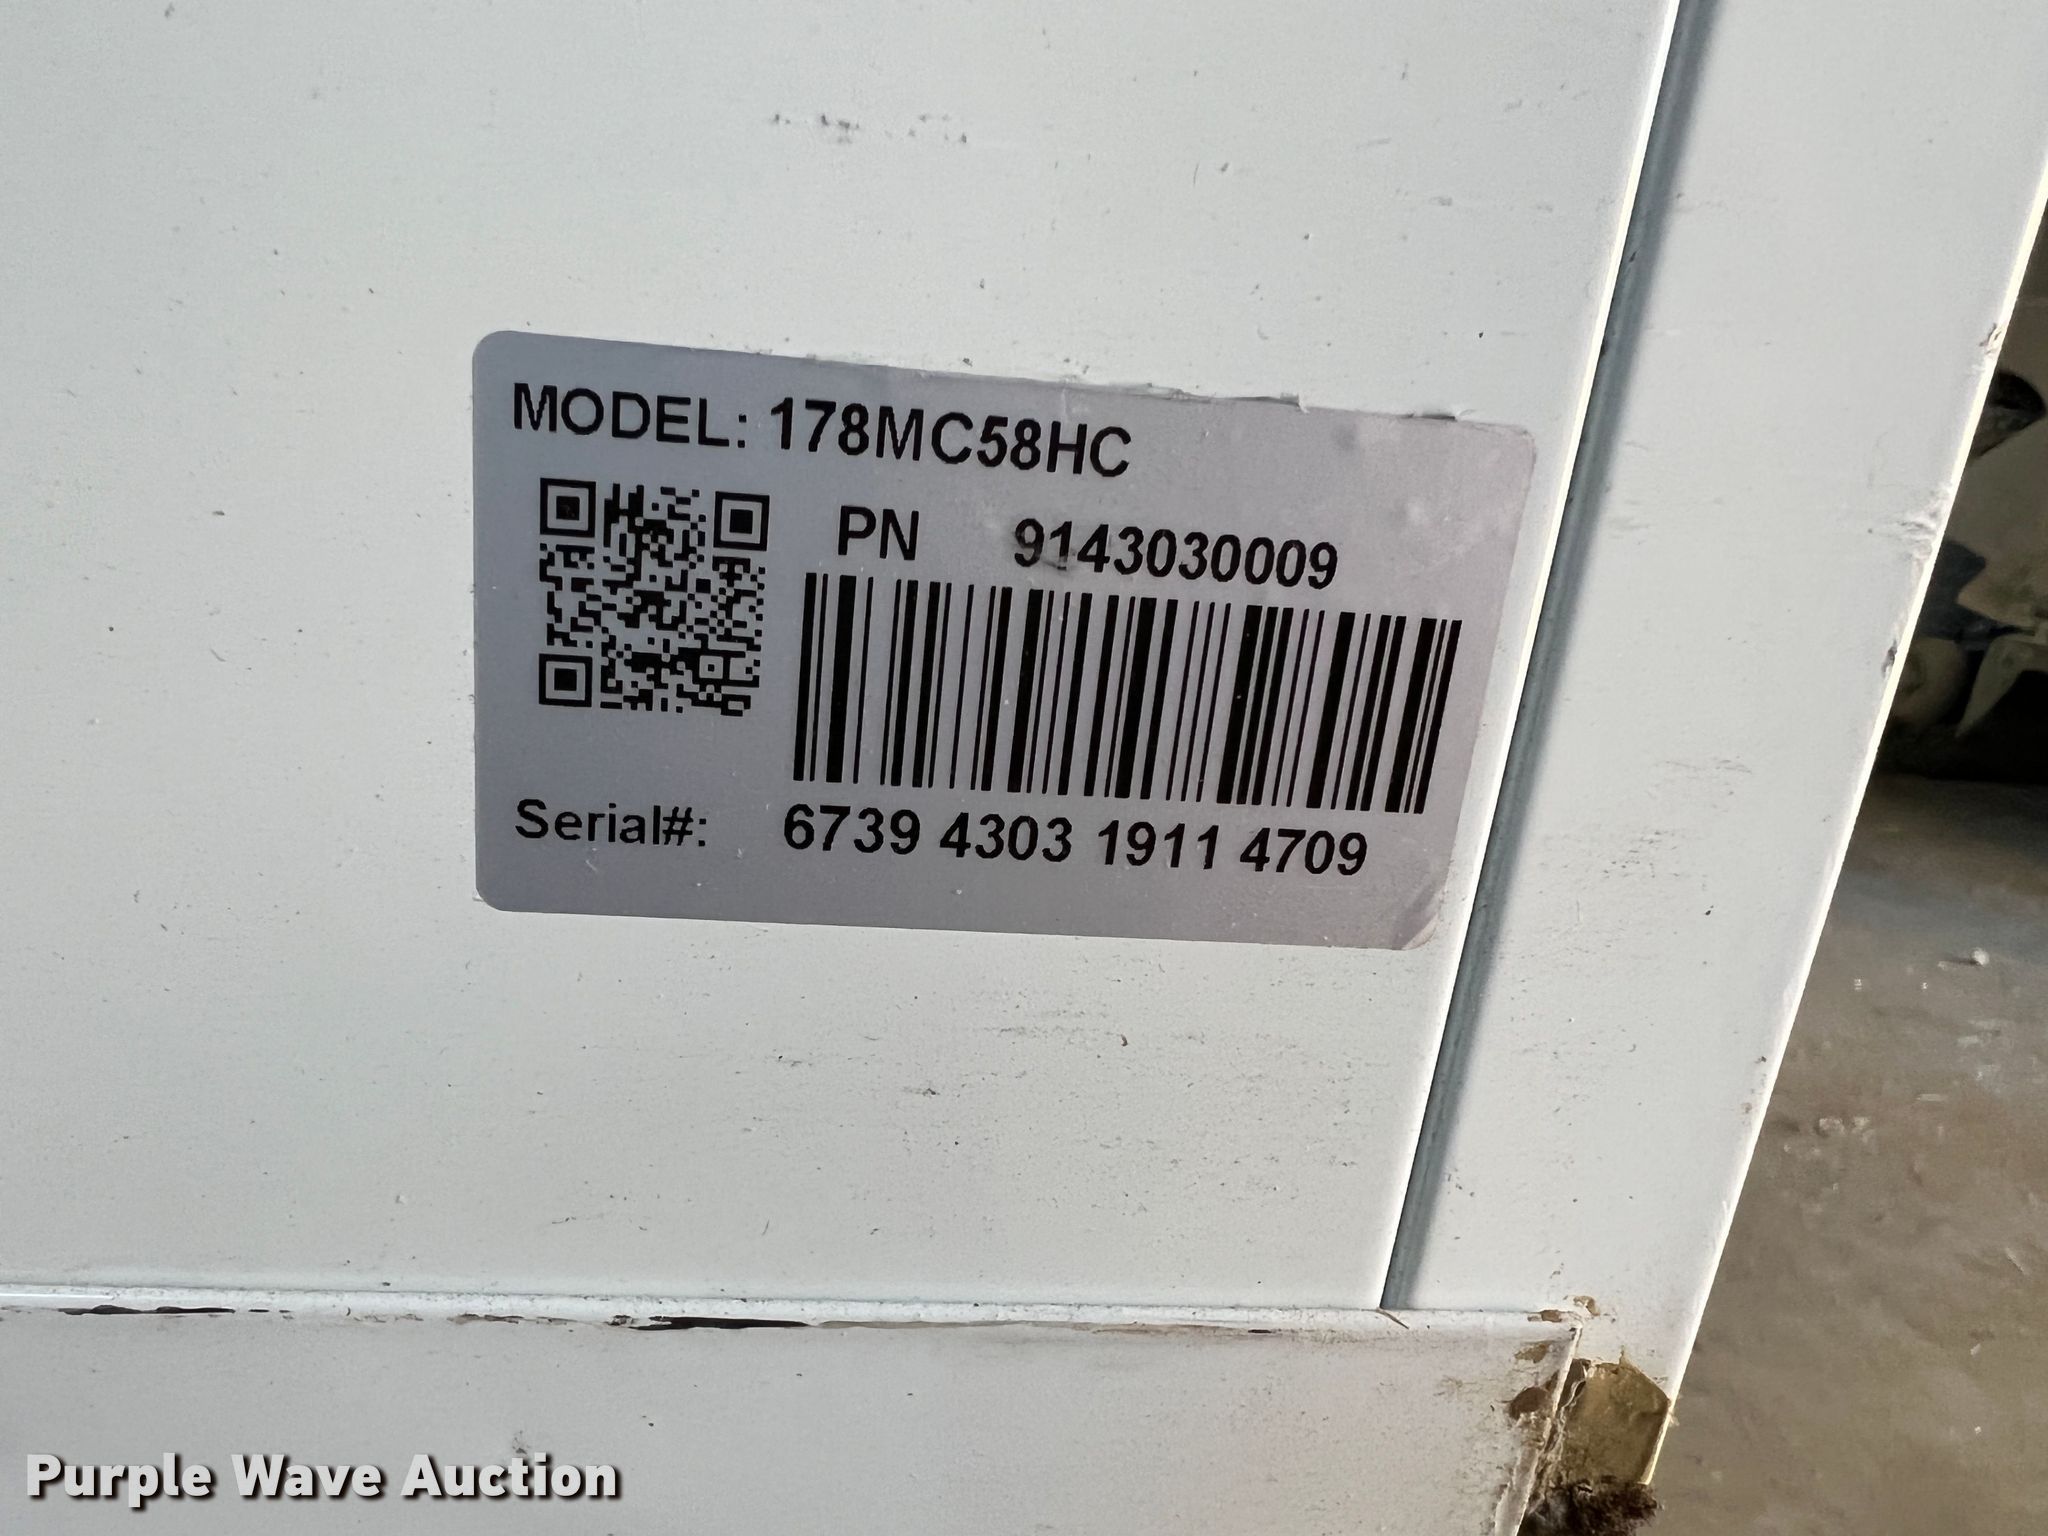 MODEL: 178MC58HC
PN 9143030009
Serial#: 6739 4303 1911 4709
Purple Wave Auction